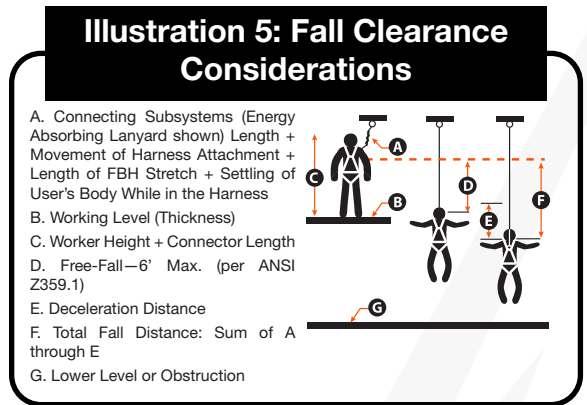 Illustration 5: Fall Clearance
Considerations
A. Connecting Subsystems (Energy
Absorbing Lanyard shown) Length +
Movement of Harness Attachment +
Length of FBH Stretch + Settling of
User's Body While in the Harness
B. Working Level (Thickness)
C. Worker Height + Connector Length
D. Free-Fall—6' Max. (per ANSI
Z359.1)
E. Deceleration Distance
F. Total Fall Distance: Sum of A
through E
G. Lower Level or Obstruction
A
C
D
B
E
F
G